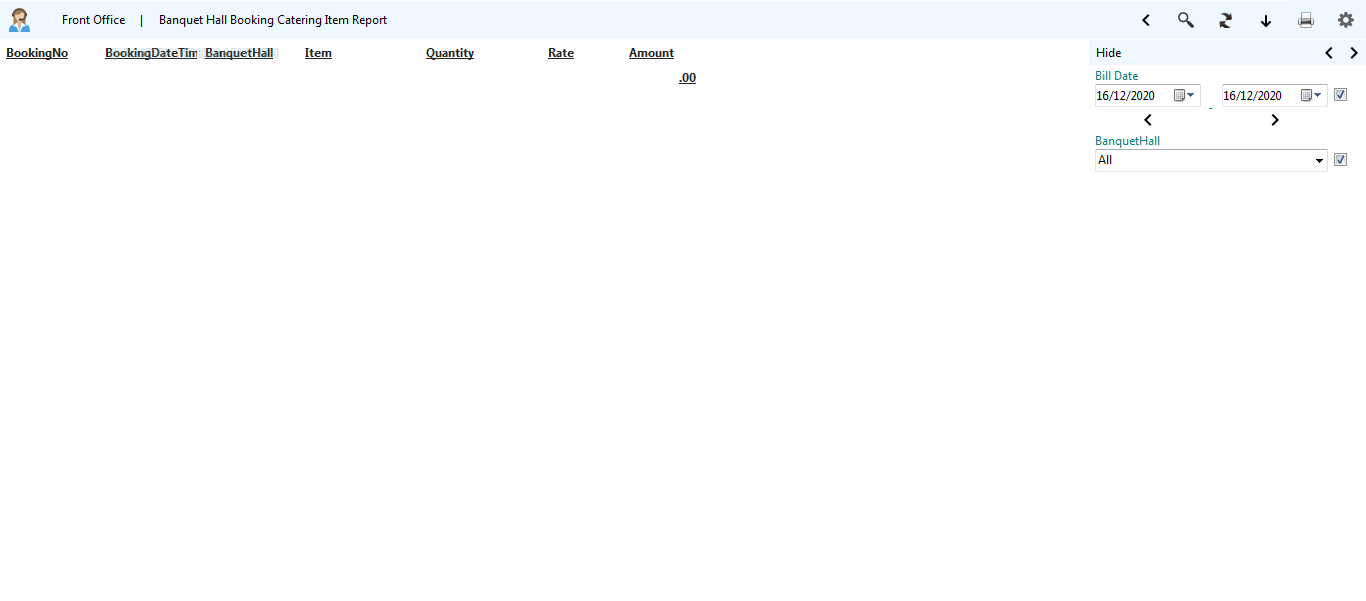 Front Office | Banquet Hall Booking Catering Item Report
BookingNo BookingDateTim BanquetHall Item Quantity Rate Amount
.00
Hide
Bill Date
16/12/2020 - 16/12/2020
BanquetHall
All